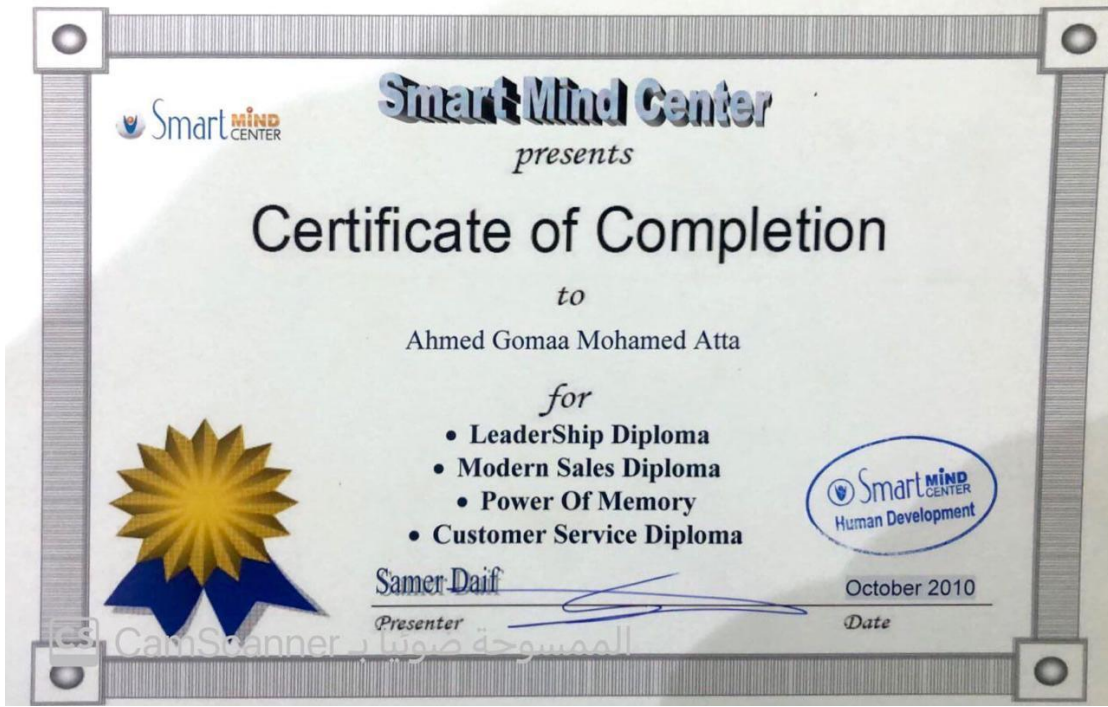 Smart MIND CENTER
Smart Mind Center
presents
Certificate of Completion
to
Ahmed Gomaa Mohamed Atta
for
• LeaderShip Diploma
• Modern Sales Diploma
• Power Of Memory
• Customer Service Diploma
Smart MIND CENTER
Human Development
Samer Daif
October 2010
Presenter
Date
CS CamScanner الممسوحة ضوئيا بـ